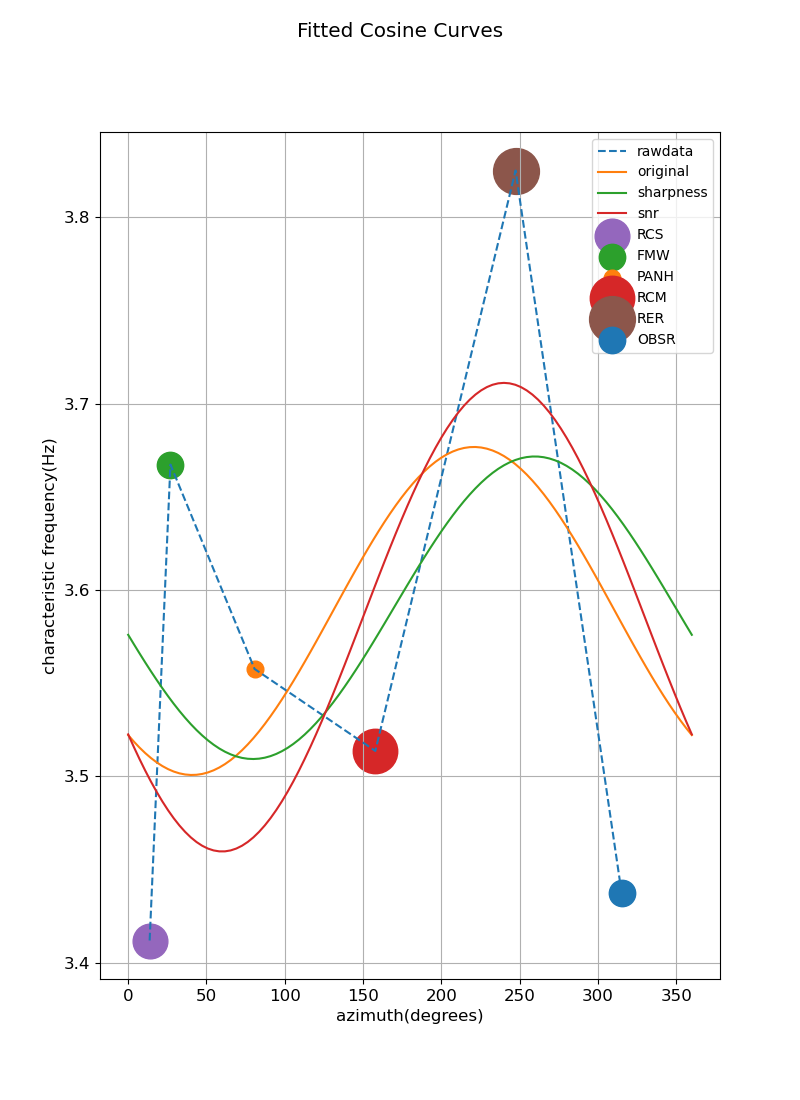 Fitted Cosine Curves
rawdata
original
sharpness
snr
RCS
FMW
PANH
RCM
RER
OBSR
characteristic frequency(Hz)
3.8
3.7
3.6
3.5
3.4
0 50 100 150 200 250 300 350
azimuth(degrees)